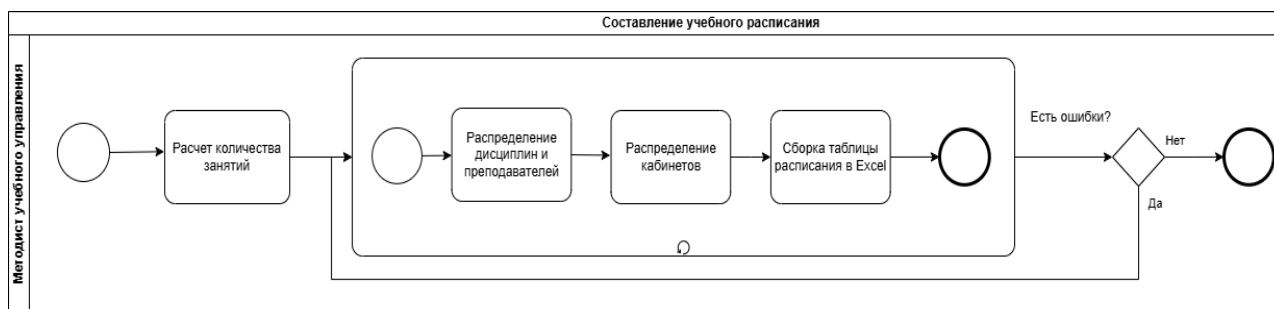 Составление учебного расписания
Методист учебного управления
Расчет количества
занятий
Распределение
дисциплин и
преподавателей
Распределение
кабинетов
Сборка таблицы
расписания в Excel
Есть ошибки?
Нет
Да